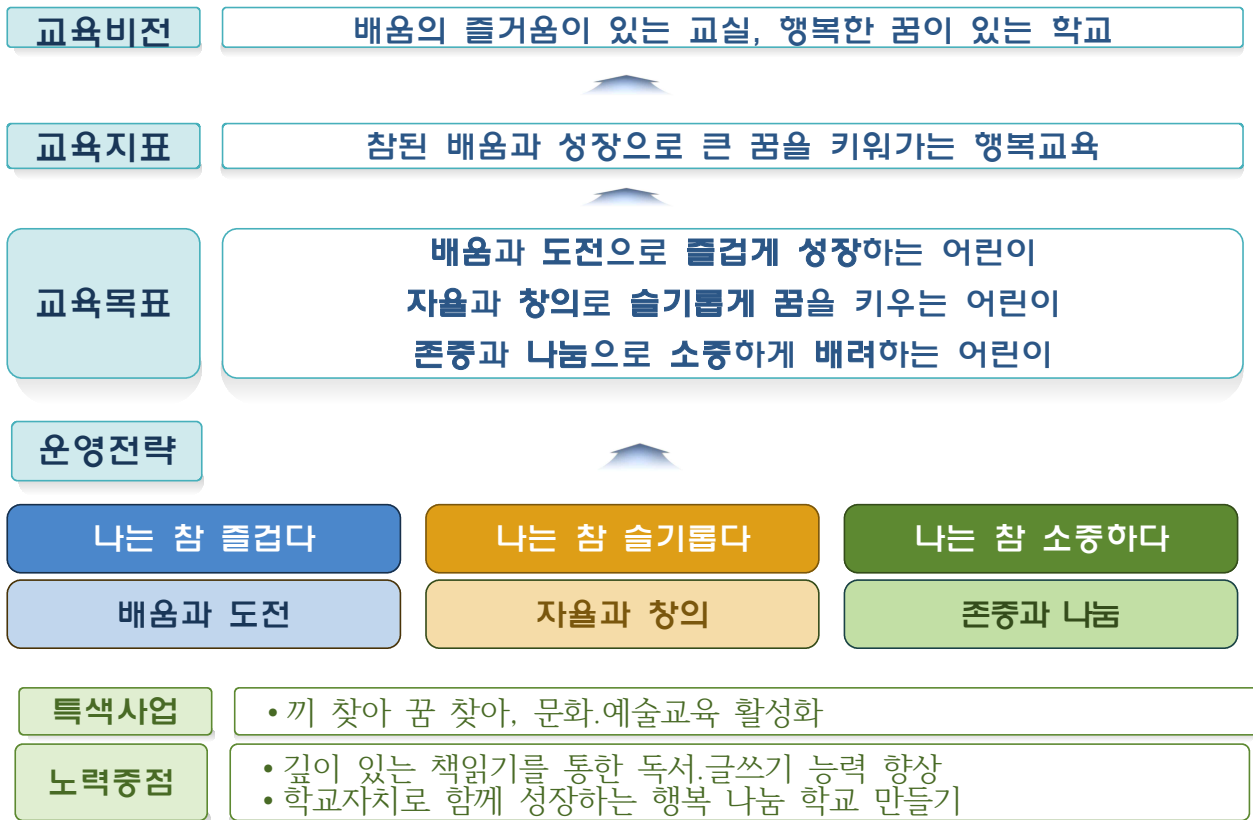 교육비전
배움의 즐거움이 있는 교실, 행복한 꿈이 있는 학교
교육지표
참된 배움과 성장으로 큰 꿈을 키워가는 행복교육
교육목표
배움과 도전으로 즐겁게 성장하는 어린이
자율과 창의로 슬기롭게 꿈을 키우는 어린이
존중과 나눔으로 소중하게 배려하는 어린이
운영전략
나는 참 즐겁다
나는 참 슬기롭다
나는 참 소중하다
배움과 도전
자율과 창의
존중과 나눔
특색사업
• 끼 찾아 꿈 찾아, 문화.예술교육 활성화
노력중점
• 깊이 있는 책읽기를 통한 독서.글쓰기 능력 향상
• 학교자치로 함께 성장하는 행복 나눔 학교 만들기